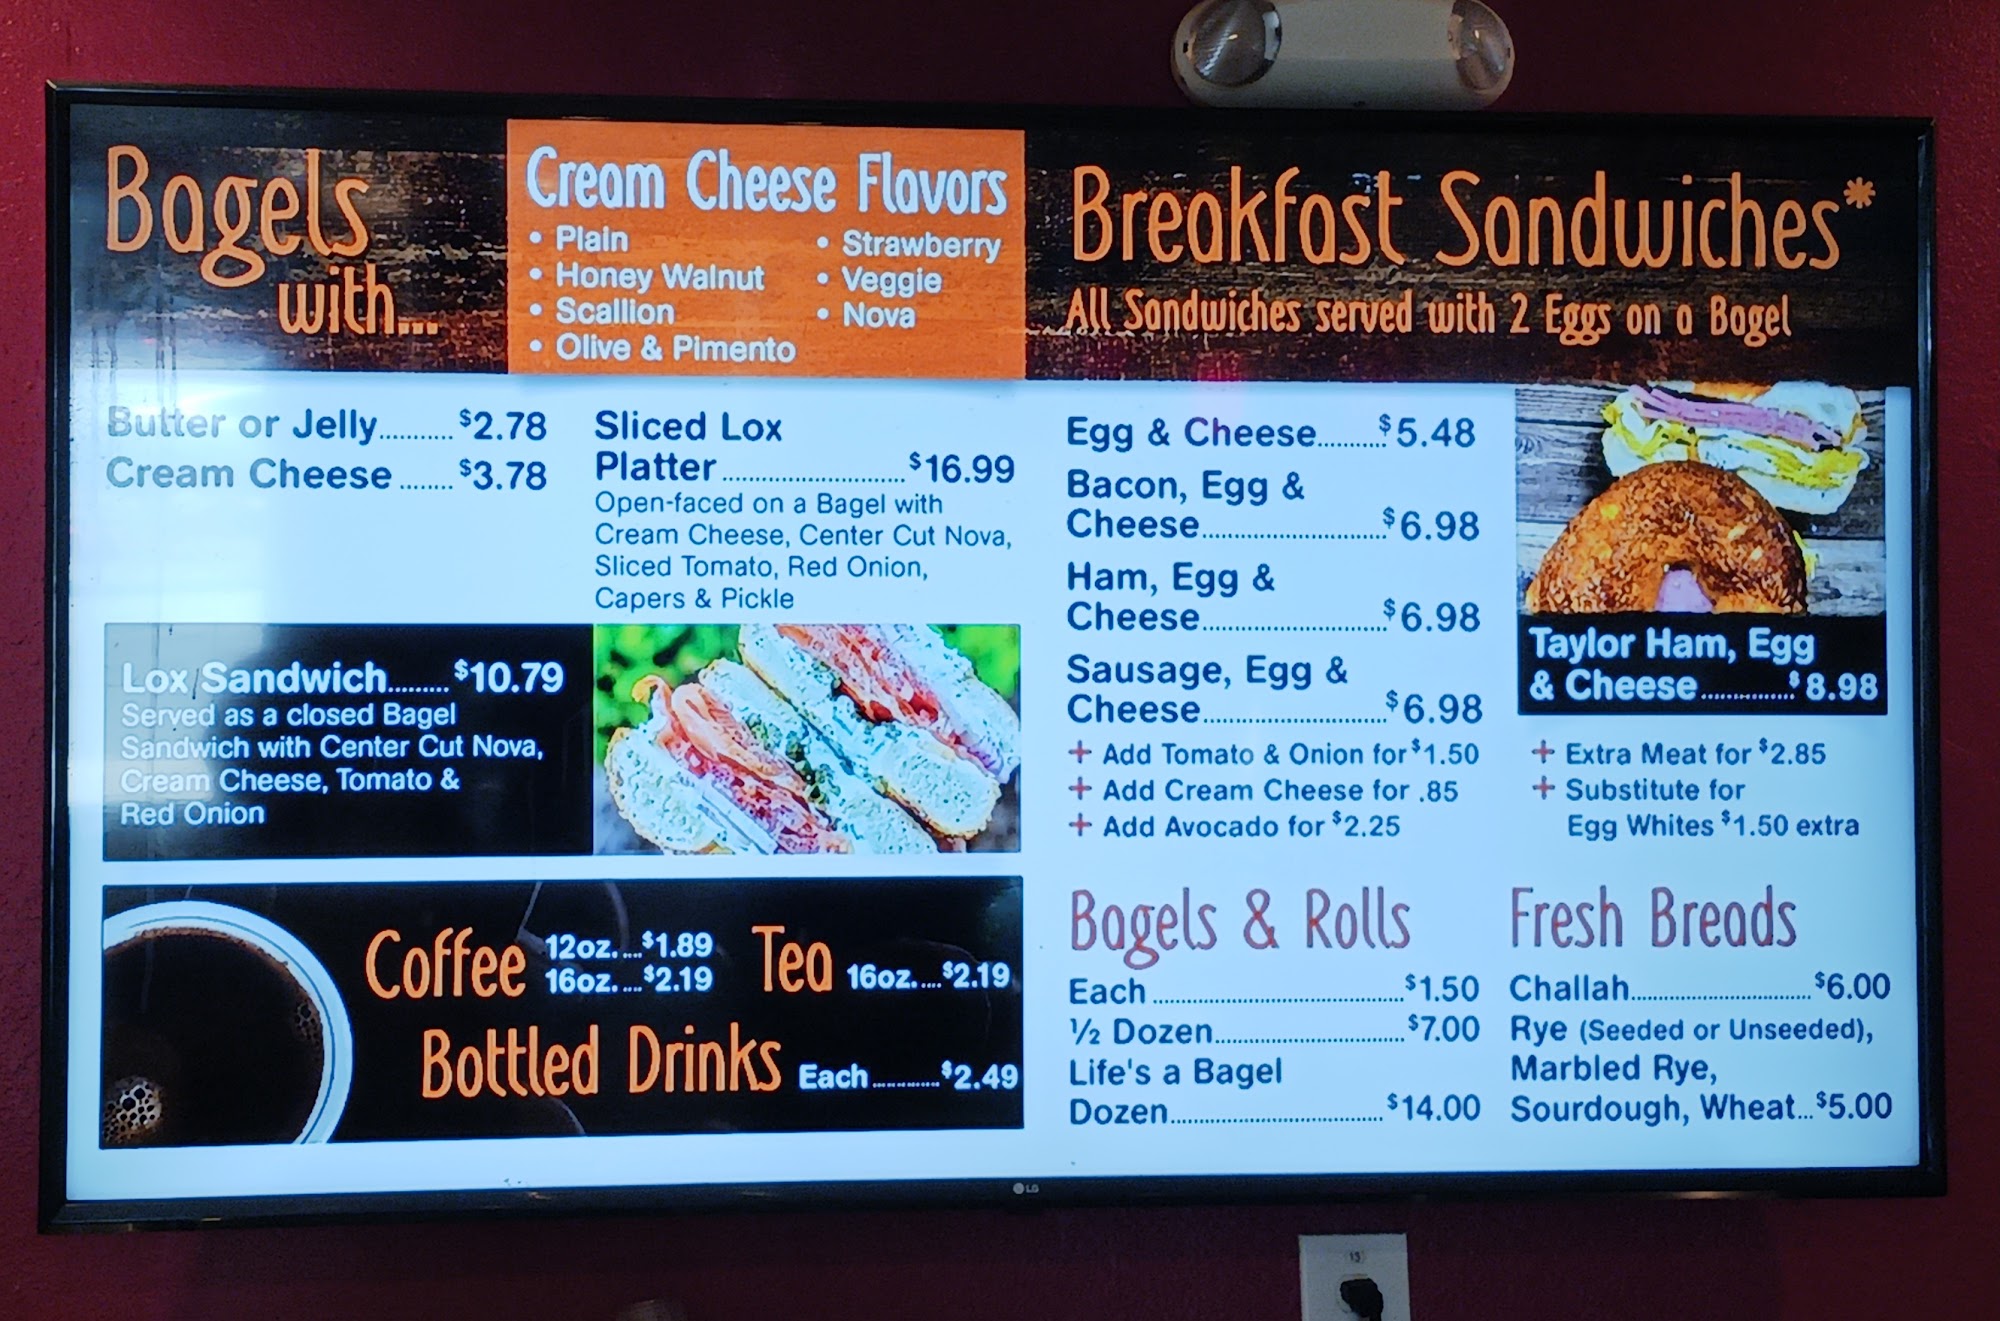 Bagels
with...
Cream Cheese Flavors
• Plain
• Honey Walnut
• Scallion
• Olive & Pimento
• Strawberry
• Veggie
• Nova
Butter or Jelly...........$2.78
Cream Cheese........$3.78
Sliced Lox
Platter............................$16.99
Open-faced on a Bagel with
Cream Cheese, Center Cut Nova,
Sliced Tomato, Red Onion,
Capers & Pickle
Lox Sandwich.........$10.79
Served as a closed Bagel
Sandwich with Center Cut Nova,
Cream Cheese, Tomato &
Red Onion
Coffee
12oz....$1.89
16oz....$2.19
Tea 16oz....$2.19
Bottled Drinks Each...........$2.49
Breakfast Sandwiches*
All Sandwiches served with 2 Eggs on a Bagel
Egg & Cheese..........$5.48
Bacon, Egg &
Cheese.............................$6.98
Ham, Egg &
Cheese.............................$6.98
Sausage, Egg &
Cheese.............................$6.98
+ Add Tomato & Onion for $1.50
+ Add Cream Cheese for .85
+ Add Avocado for $2.25
Taylor Ham, Egg
& Cheese..............$8.98
+ Extra Meat for $2.85
+ Substitute for
Egg Whites $1.50 extra
Bagels & Rolls
Each.......................................$1.50
½ Dozen..............................$7.00
Life's a Bagel
Dozen.................................$14.00
Fresh Breads
Challah............................$6.00
Rye (Seeded or Unseeded),
Marbled Rye,
Sourdough, Wheat...$5.00
LG